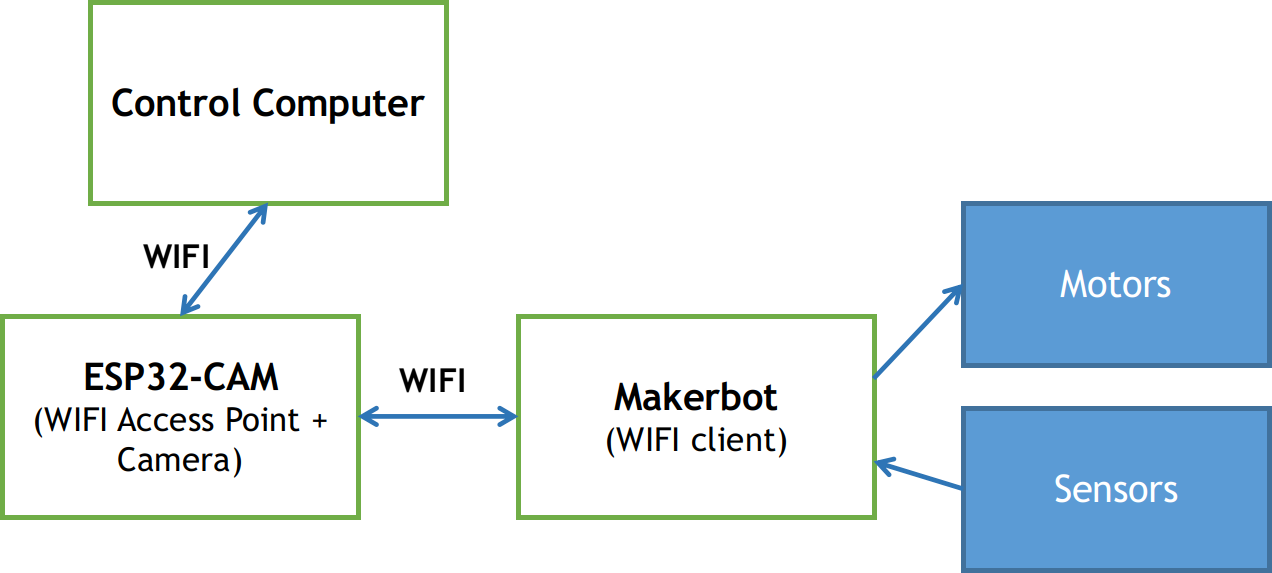 Control Computer
WIFI
ESP32-CAM
(WIFI Access Point +
Camera)
WIFI
Makerbot
(WIFI client)
Motors
Sensors